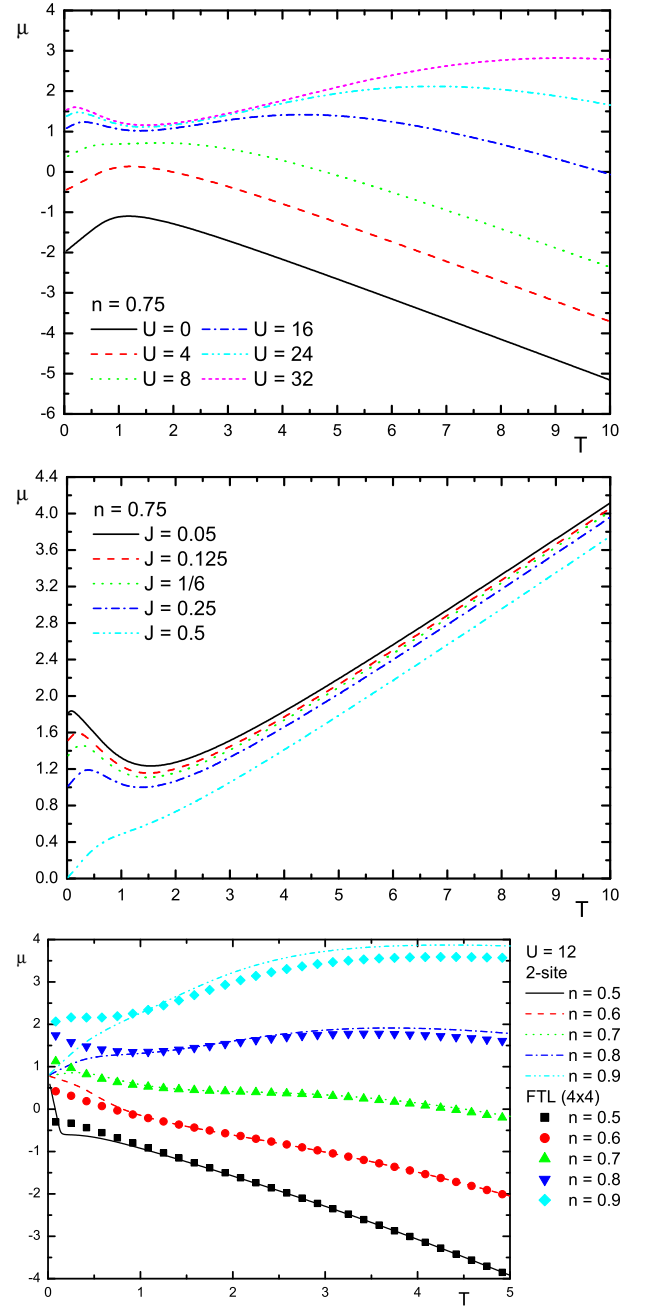 μ
4
3
2
1
0
-1
-2
-3
-4
-5
-6
n = 0.75
U = 0 U = 16
U = 4 U = 24
U = 8 U = 32
0 1 2 3 4 5 6 7 8 9 10
T
μ
4.4
4.0
3.6
3.2
2.8
2.4
2.0
1.6
1.2
0.8
0.4
0.0
n = 0.75
J = 0.05
J = 0.125
J = 1/6
J = 0.25
J = 0.5
0 1 2 3 4 5 6 7 8 9 10
T
μ
4
3
2
1
0
-1
-2
-3
-4
0 1 2 3 4 5
T
U = 12
2-site
n = 0.5
n = 0.6
n = 0.7
n = 0.8
n = 0.9
FTL (4x4)
n = 0.5
n = 0.6
n = 0.7
n = 0.8
n = 0.9